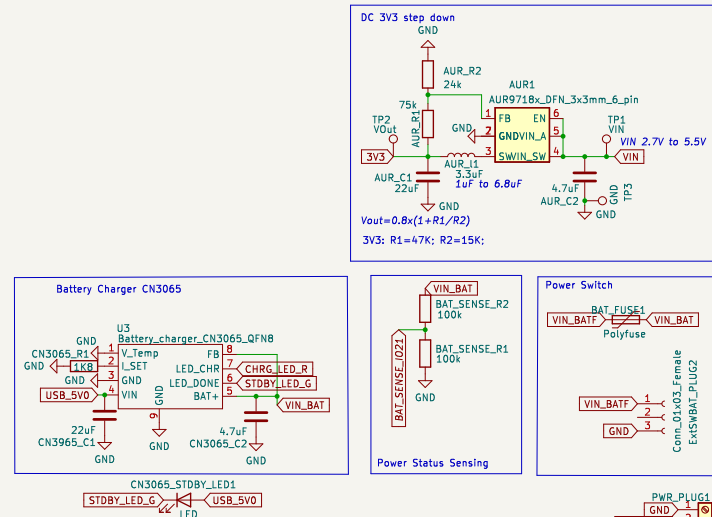 DC 3V3 step down
GND
AUR_R2
24k
AUR1
AUR9718x_DFN_3x3mm_6_pin
75k
AUR_R1
TP2
VOut
GND
1
FB
EN
6
2
GND
VIN_A
5
3
SW
VIN_SW
4
TP1
VIN
VIN 2.7V to 5.5V
3V3
VIN
AUR_l1
3.3uF
1uF to 6.8uF
AUR_C1
22uF
GND
4.7uF
AUR_C2
GND
TP3
GND
Vout=0.8x(1+R1/R2)
3V3: R1=47K; R2=15K;
Battery Charger CN3065
U3
Battery_charger_CN3065_QFN8
GND
CN3065_R1
GND
1K8
GND
USB_5V0
1
V_Temp
2
I_SET
3
GND
4
VIN
GND
9
FB
8
LED_CHR
7
LED_DONE
6
BAT+
5
CHRG_LED_R
STDBY_LED_G
VIN_BAT
22uF
CN3965_C1
GND
GND
4.7uF
CN3065_C2
GND
VIN_BAT
BAT_SENSE_R2
100k
BAT_SENSE_IO21
BAT_SENSE_R1
100k
GND
Power Status Sensing
Power Switch
BAT_FUSE1
VIN_BATF
VIN_BAT
Polyfuse
VIN_BATF
1
2
GND
3
Conn_01x03_Female
ExtSWBAT_PLUG2
CN3065_STDBY_LED1
STDBY_LED_G
USB_5V0
LED
PWR_PLUG1
GND
1